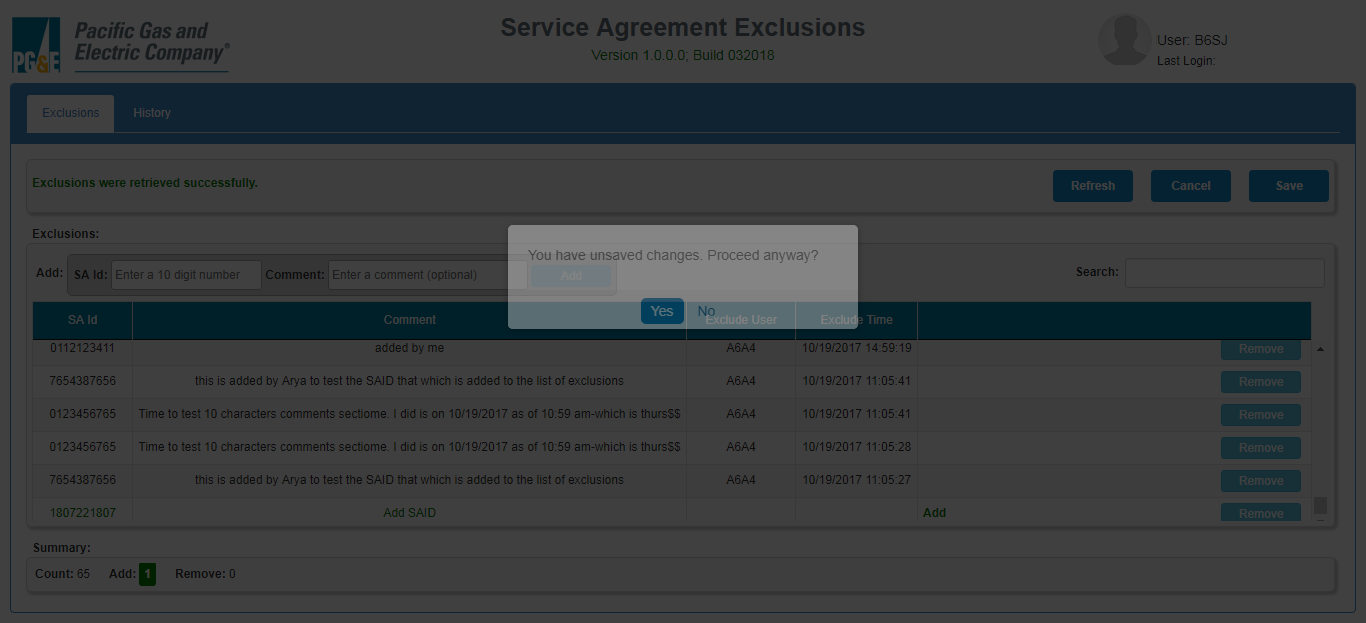 Pacific Gas and
Electric Company®
PG&E
Service Agreement Exclusions
Version 1.0.0.0; Build 032018
User: B6SJ
Last Login:
Exclusions History
Exclusions were retrieved successfully.
Refresh Cancel Save
Exclusions:
You have unsaved changes. Proceed anyway?
Yes No
Add: SA Id: Enter a 10 digit number Comment: Enter a comment (optional) Add Search:
SA Id Comment Exclude User Exclude Time
0112123411 added by me A6A4 10/19/2017 14:59:19 Remove
7654387656 this is added by Arya to test the SAID that which is added to the list of exclusions A6A4 10/19/2017 11:05:41 Remove
0123456765 Time to test 10 characters comments sectiome. I did is on 10/19/2017 as of 10:59 am-which is thurs$$ A6A4 10/19/2017 11:05:41 Remove
0123456765 Time to test 10 characters comments sectiome. I did is on 10/19/2017 as of 10:59 am-which is thurs$$ A6A4 10/19/2017 11:05:28 Remove
7654387656 this is added by Arya to test the SAID that which is added to the list of exclusions A6A4 10/19/2017 11:05:27 Remove
1807221807 Add SAID Add Remove
Summary:
Count: 65 Add: 1 Remove: 0